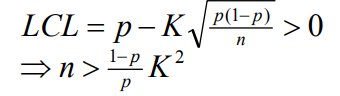 LCL = p − K√(p(1−p)/n) > 0
⇒ n > (1−p)/p K²